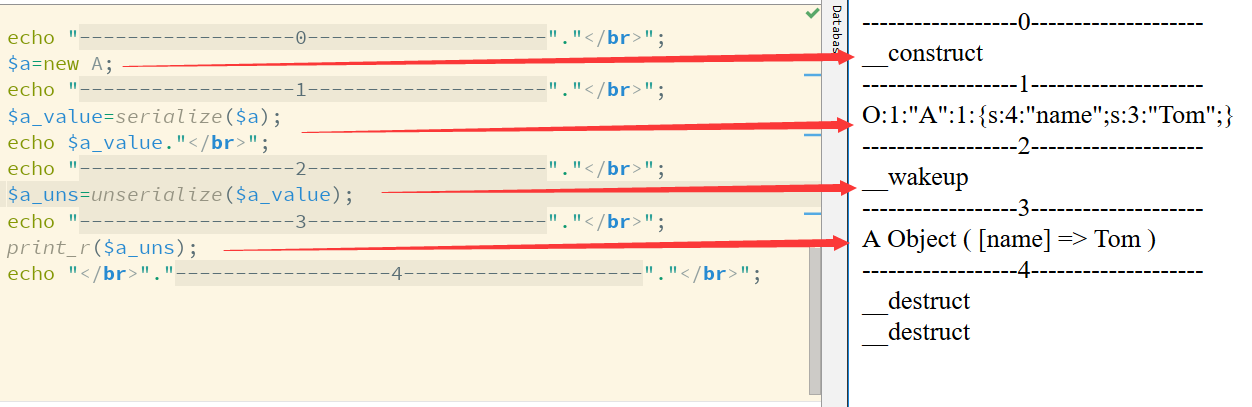 echo "------------------0--------------------"."</br>";
$a=new A;
echo "------------------1--------------------"."</br>";
$a_value=serialize($a);
echo $a_value."</br>";
echo "------------------2--------------------"."</br>";
$a_uns=unserialize($a_value);
echo "------------------3--------------------"."</br>";
print_r($a_uns);
echo "</br>"."------------------4--------------------"."</br>";
------------------0--------------------
__construct
------------------1--------------------
O:1:"A":1:{s:4:"name";s:3:"Tom";}
------------------2--------------------
__wakeup
------------------3--------------------
A Object ( [name] => Tom )
------------------4--------------------
__destruct
__destruct